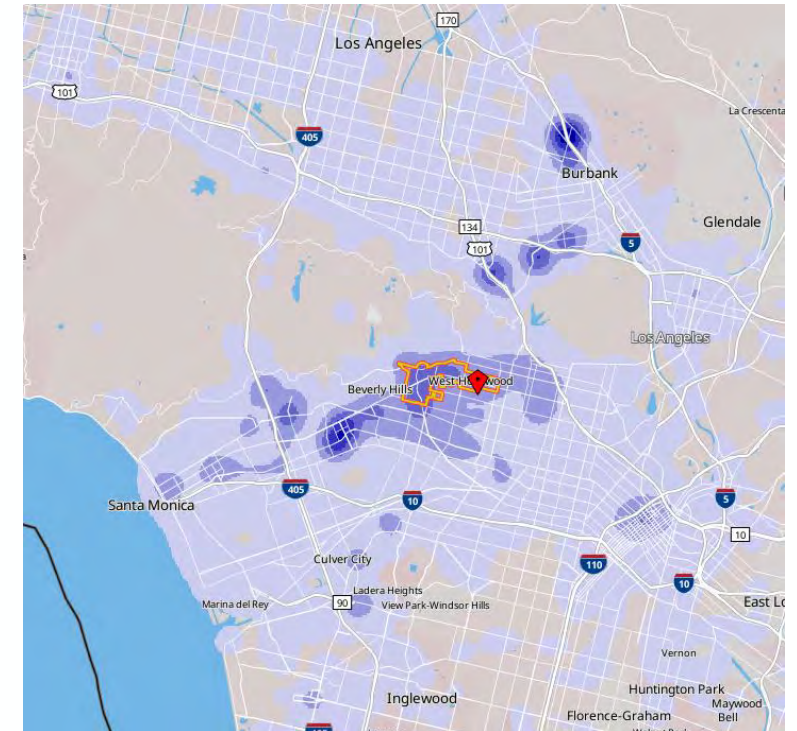 170
Los Angeles
101
La Crescenta
405
Burbank
Glendale
134
101
5
Los Angeles
West Hollywood
Beverly Hills
405
10
5
Santa Monica
10
Culver City
110
10
Ladera Heights
Marina del Rey
90
View Park-Windsor Hills
East Lo
Vernon
Huntington Park
Inglewood
Maywood
Bell
Florence-Graham